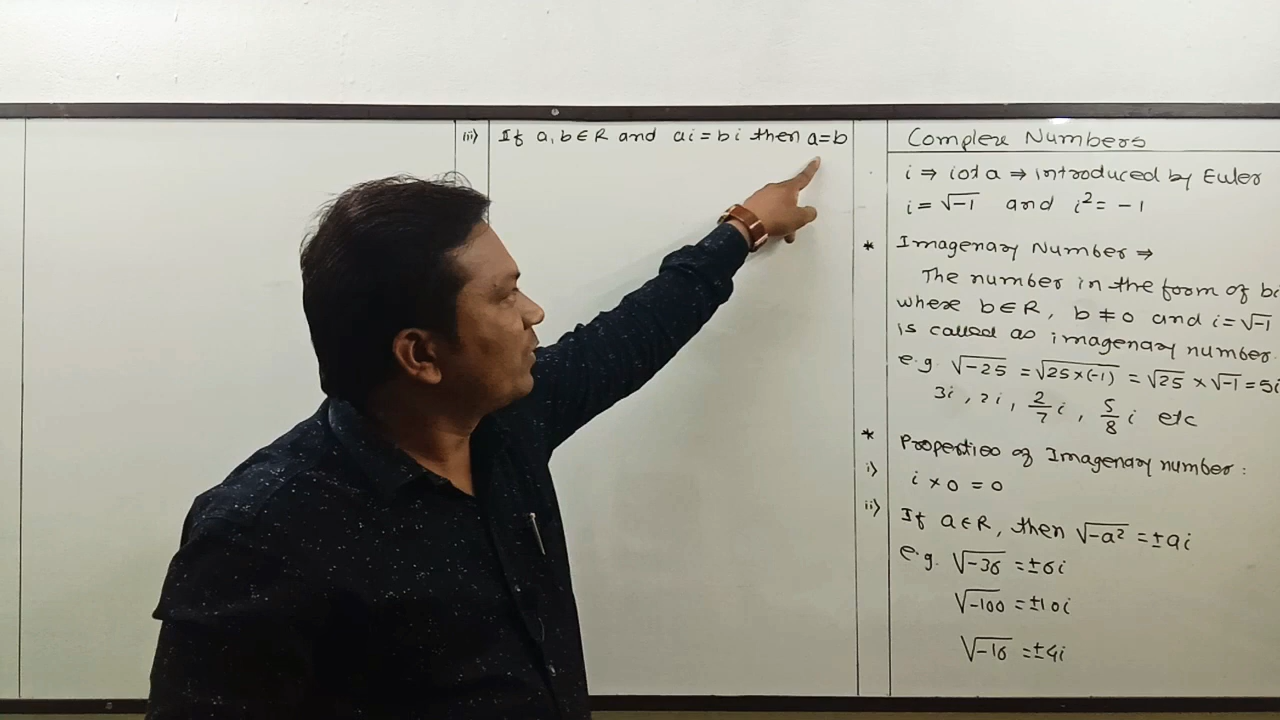 iii) If a, b ∈ R and ai = bi then a=b
Complex Numbers
i ⇒ iota ⇒ introduced by Euler
i = √-1 and i² = -1
* Imagenary Number ⇒
The number in the form of bi
where b ∈ R, b ≠ 0 and i = √-1
is called as imagenary number.
e.g. √-25 = √25×(-1) = √25 × √-1 = 5i
3i, 2i, 2/7 i, 5/8 i etc
* Properties of Imagenary number:
i) i × 0 = 0
ii) If a ∈ R, then √-a² = ±ai
e.g. √-36 = ±6i
√-100 = ±10i
√-16 = ±4i